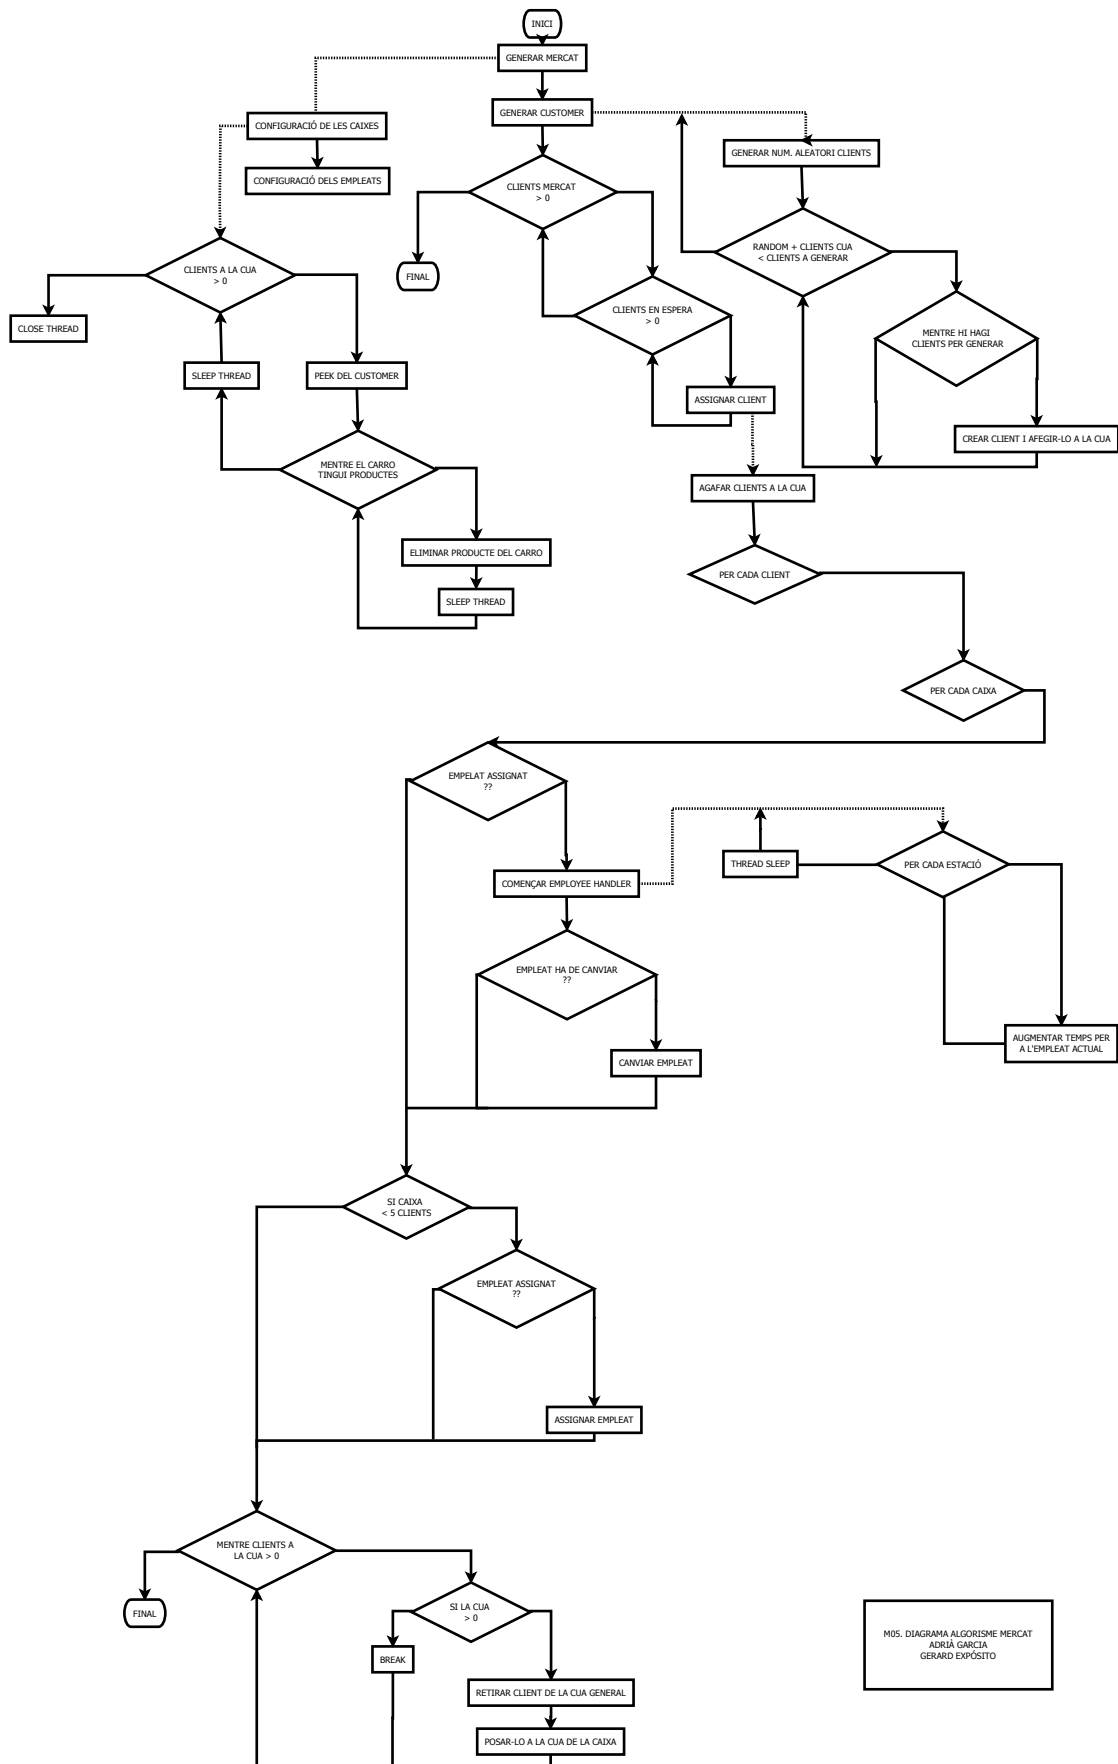 INICI
GENERAR MERCAT
GENERAR CUSTOMER
CONFIGURACIÓ DE LES CAIXES
CONFIGURACIÓ DELS EMPLEATS
GENERAR NUM. ALEATORI CLIENTS
CLIENTS MERCAT
> 0
FINAL
RANDOM + CLIENTS CUA
< CLIENTS A GENERAR
CLIENTS A LA CUA
> 0
CLOSE THREAD
CLIENTS EN ESPERA
> 0
MENTRE HI HAGI
CLIENTS PER GENERAR
SLEEP THREAD
PEEK DEL CUSTOMER
ASSIGNAR CLIENT
CREAR CLIENT I AFEGIR-LO A LA CUA
MENTRE EL CARRO
TINGUI PRODUCTES
AGAFAR CLIENTS A LA CUA
ELIMINAR PRODUCTE DEL CARRO
SLEEP THREAD
PER CADA CLIENT
PER CADA CAIXA
EMPELAT ASSIGNAT
??
COMENÇAR EMPLOYEE HANDLER
THREAD SLEEP
PER CADA ESTACIÓ
EMPLEAT HA DE CANVIAR
??
CANVIAR EMPLEAT
AUGMENTAR TEMPS PER
A L'EMPLEAT ACTUAL
SI CAIXA
< 5 CLIENTS
EMPLEAT ASSIGNAT
??
ASSIGNAR EMPLEAT
MENTRE CLIENTS A
LA CUA > 0
FINAL
SI LA CUA
> 0
BREAK
RETIRAR CLIENT DE LA CUA GENERAL
POSAR-LO A LA CUA DE LA CAIXA
M05. DIAGRAMA ALGORISME MERCAT
ADRIÀ GARCIA
GERARD EXPÓSITO